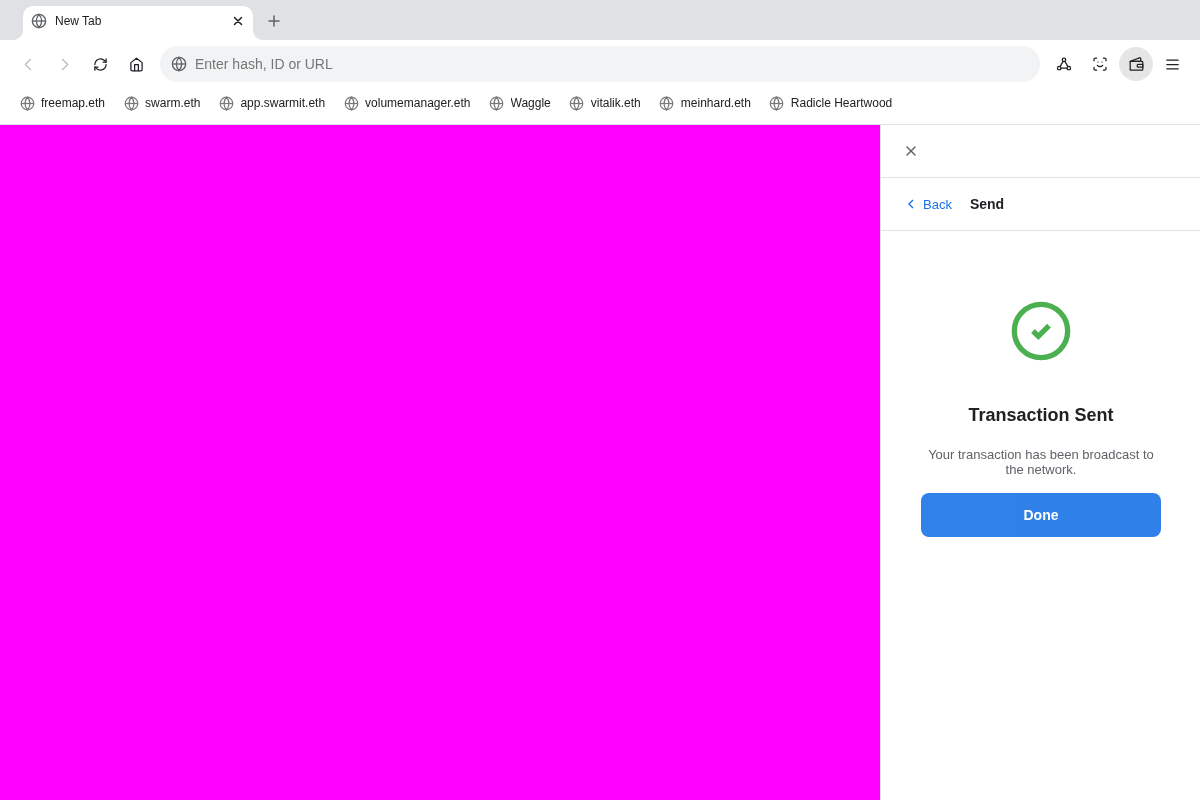 New Tab
Enter hash, ID or URL
freemap.eth swarm.eth app.swarmit.eth volumemanager.eth Waggle vitalik.eth meinhard.eth Radicle Heartwood
Back Send
Transaction Sent
Your transaction has been broadcast to
the network.
Done